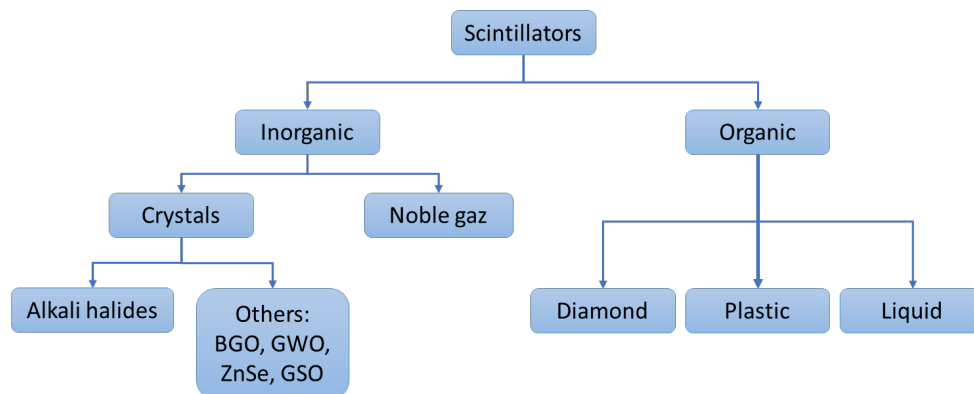 Scintillators
Inorganic
Organic
Crystals
Noble gaz
Alkali halides
Others:
BGO, GWO,
ZnSe, GSO
Diamond
Plastic
Liquid